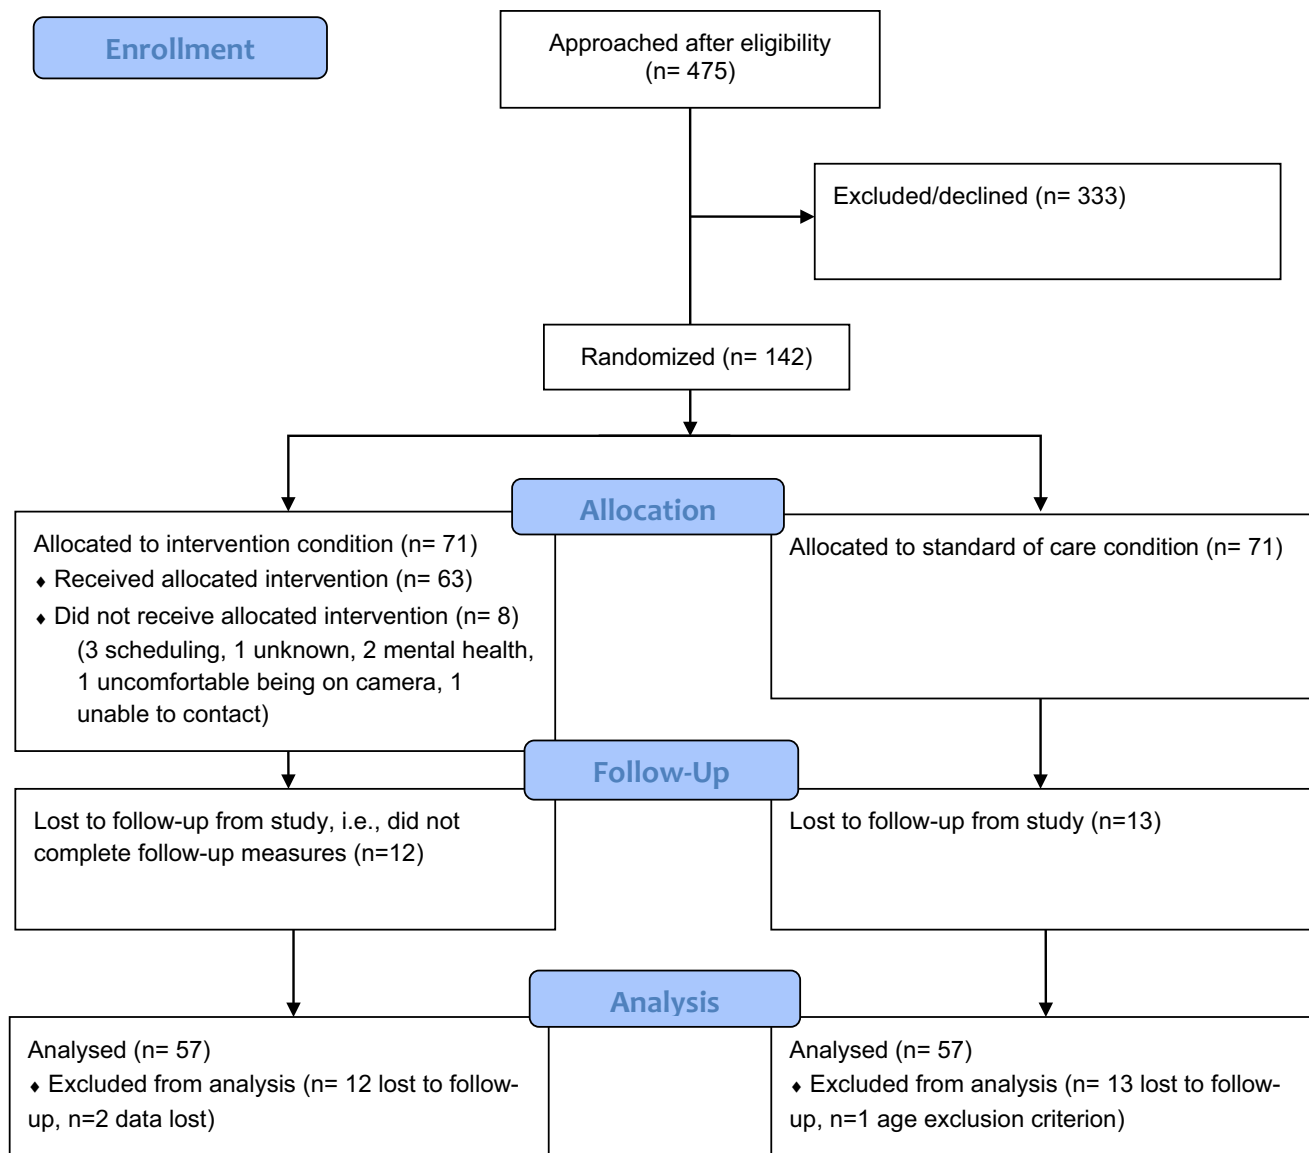 Enrollment
Approached after eligibility
(n= 475)
Excluded/declined (n= 333)
Randomized (n= 142)
Allocation
Allocated to intervention condition (n= 71)
⬧ Received allocated intervention (n= 63)
⬧ Did not receive allocated intervention (n= 8)
(3 scheduling, 1 unknown, 2 mental health,
1 uncomfortable being on camera, 1
unable to contact)
Allocated to standard of care condition (n= 71)
Follow-Up
Lost to follow-up from study, i.e., did not
complete follow-up measures (n=12)
Lost to follow-up from study (n=13)
Analysis
Analysed (n= 57)
⬧ Excluded from analysis (n= 12 lost to follow-
up, n=2 data lost)
Analysed (n= 57)
⬧ Excluded from analysis (n= 13 lost to follow-
up, n=1 age exclusion criterion)